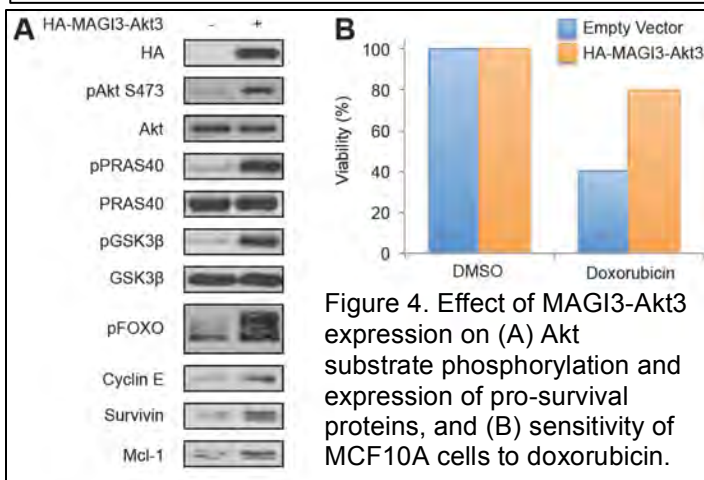 A
HA-MAGI3-Akt3 - +
HA
pAkt S473
Akt
pPRAS40
PRAS40
pGSK3β
GSK3β
pFOXO
Cyclin E
Survivin
Mcl-1
B
Empty Vector
HA-MAGI3-Akt3
Viability (%)
100
80
60
40
20
0
DMSO Doxorubicin
Figure 4. Effect of MAGI3-Akt3
expression on (A) Akt
substrate phosphorylation and
expression of pro-survival
proteins, and (B) sensitivity of
MCF10A cells to doxorubicin.